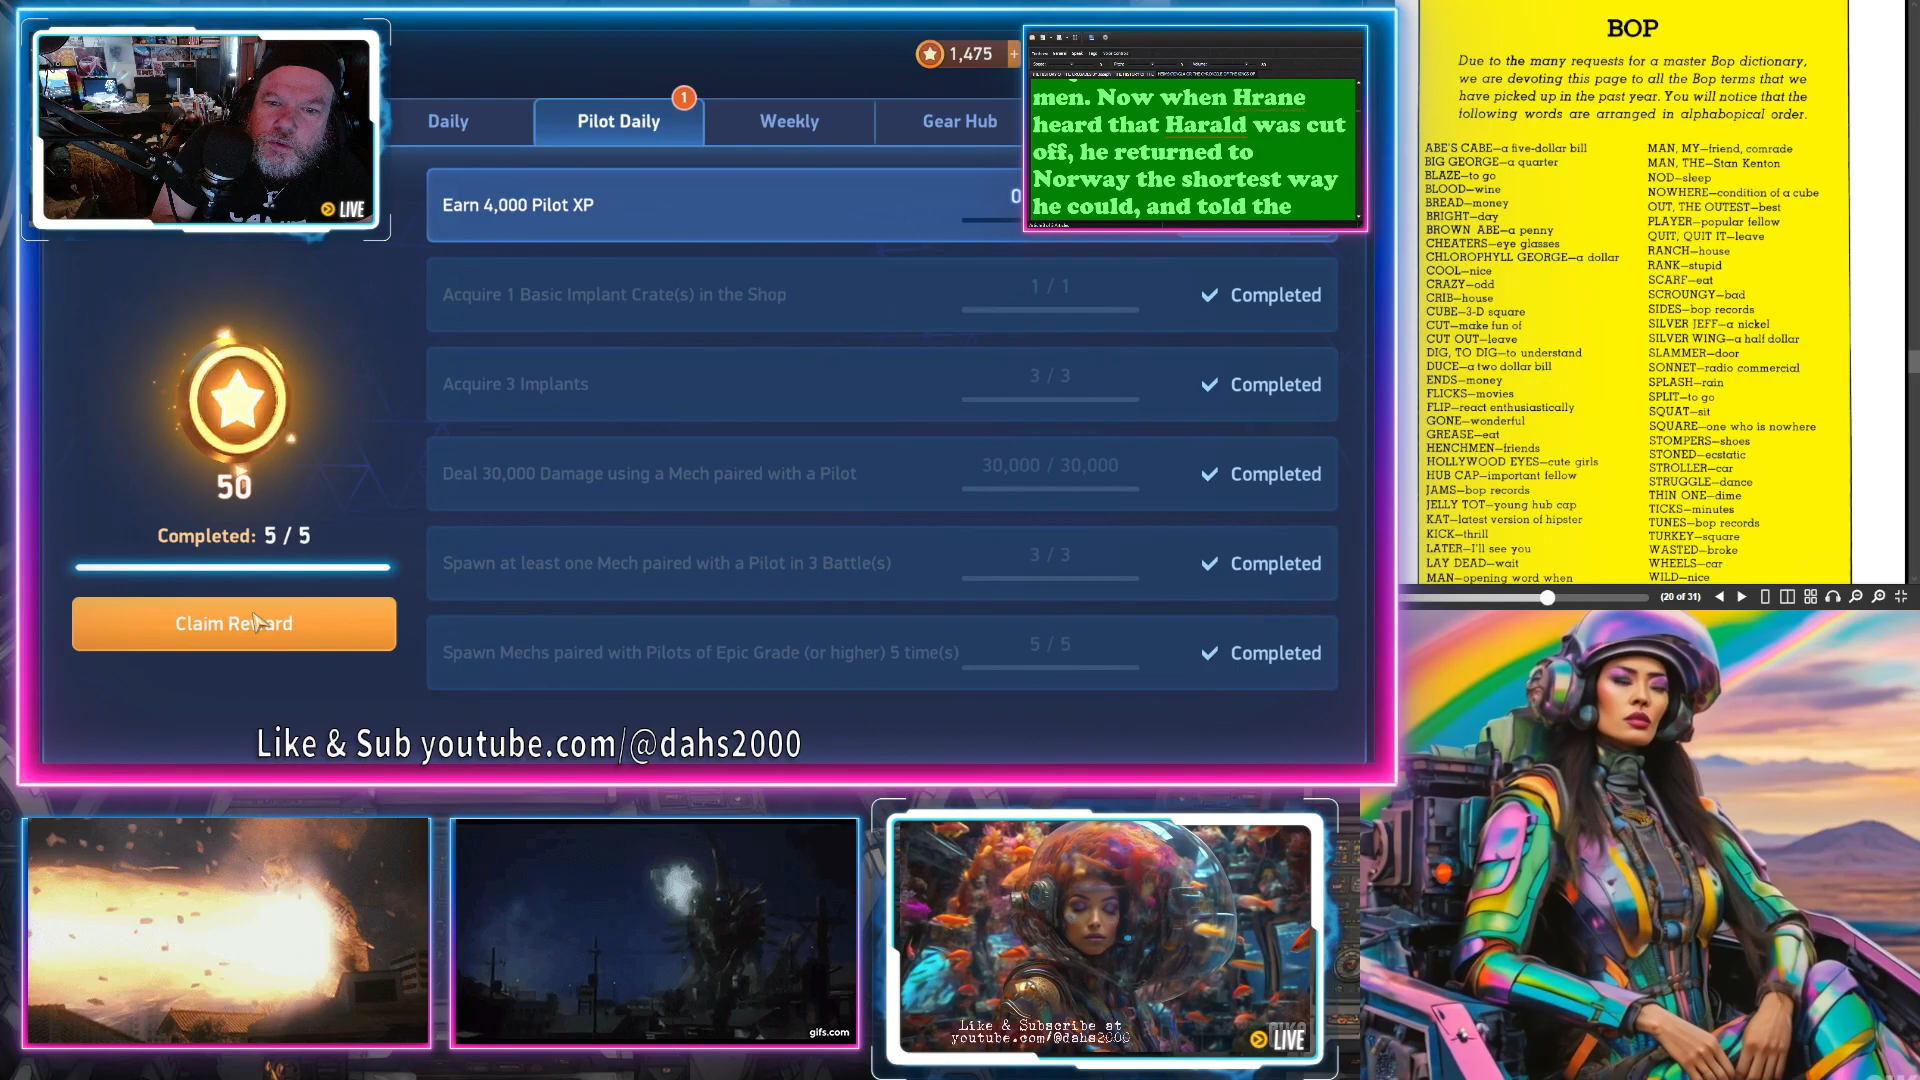 LIVE
1,475
Daily
Pilot Daily
1
Weekly
Gear Hub
Earn 4,000 Pilot XP
0
Acquire 1 Basic Implant Crate(s) in the Shop
1 / 1
Completed
Acquire 3 Implants
3 / 3
Completed
Deal 30,000 Damage using a Mech paired with a Pilot
30,000 / 30,000
Completed
Spawn at least one Mech paired with a Pilot in 3 Battle(s)
3 / 3
Completed
Spawn Mechs paired with Pilots of Epic Grade (or higher) 5 time(s)
5 / 5
Completed
50
Completed: 5 / 5
Claim Reward
Like & Sub youtube.com/@dahs2000
men. Now when Hrane
heard that Harald was cut
off, he returned to
Norway the shortest way
he could, and told the
BOP
Due to the many requests for a master Bop dictionary,
we are devoting this page to all the Bop terms that we
have picked up in the past year. You will notice that the
following words are arranged in alphabopical order.
ABE'S CABE—a five-dollar bill
BIG GEORGE—a quarter
BLAZE—to go
BLOOD—wine
BREAD—money
BRIGHT—day
BROWN ABE—a penny
CHEATERS—eye glasses
CHLOROPHYLL GEORGE—a dollar
COOL—nice
CRAZY—odd
CRIB—house
CUBE—3-D square
CUT—make fun of
CUT OUT—leave
DIG, TO DIG—to understand
DUCE—a two dollar bill
ENDS—money
FLICKS—movies
FLIP—react enthusiastically
GONE—wonderful
GREASE—eat
HENCHMEN—friends
HOLLYWOOD EYES—cute girls
HUB CAP—important fellow
JAMS—bop records
JELLY TOT—young hub cap
KAT—latest version of hipster
KICK—thrill
LATER—I'll see you
LAY DEAD—wait
MAN—opening word when
MAN, MY—friend, comrade
MAN, THE—Stan Kenton
NOD—sleep
NOWHERE—condition of a cube
OUT, THE OUTEST—best
PLAYER—popular fellow
QUIT, QUIT IT—leave
RANCH—house
RANK—stupid
SCARF—eat
SCROUNGY—bad
SIDES—bop records
SILVER JEFF—a nickel
SILVER WING—a half dollar
SLAMMER—door
SONNET—radio commercial
SPLASH—rain
SPLIT—to go
SQUAT—sit
SQUARE—one who is nowhere
STOMPERS—shoes
STONED—ecstatic
STROLLER—car
STRUGGLE—dance
THIN ONE—dime
TICKS—minutes
TUNES—bop records
TURKEY—square
WASTED—broke
WHEELS—car
WILD—nice
(20 of 31)
gifs.com
Like & Subscribe at
youtube.com/@dahs2000
LIVE